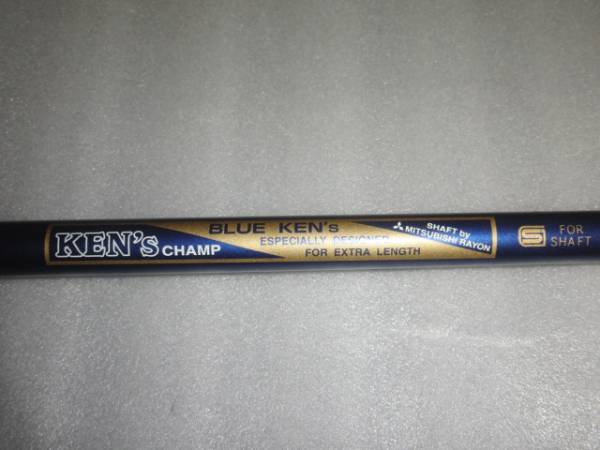 KEN'S CHAMP
BLUE KEN's
ESPECIALLY DESIGNED
FOR EXTRA LENGTH
SHAFT by
MITSUBISHI RAYON
S FOR
SHAFT